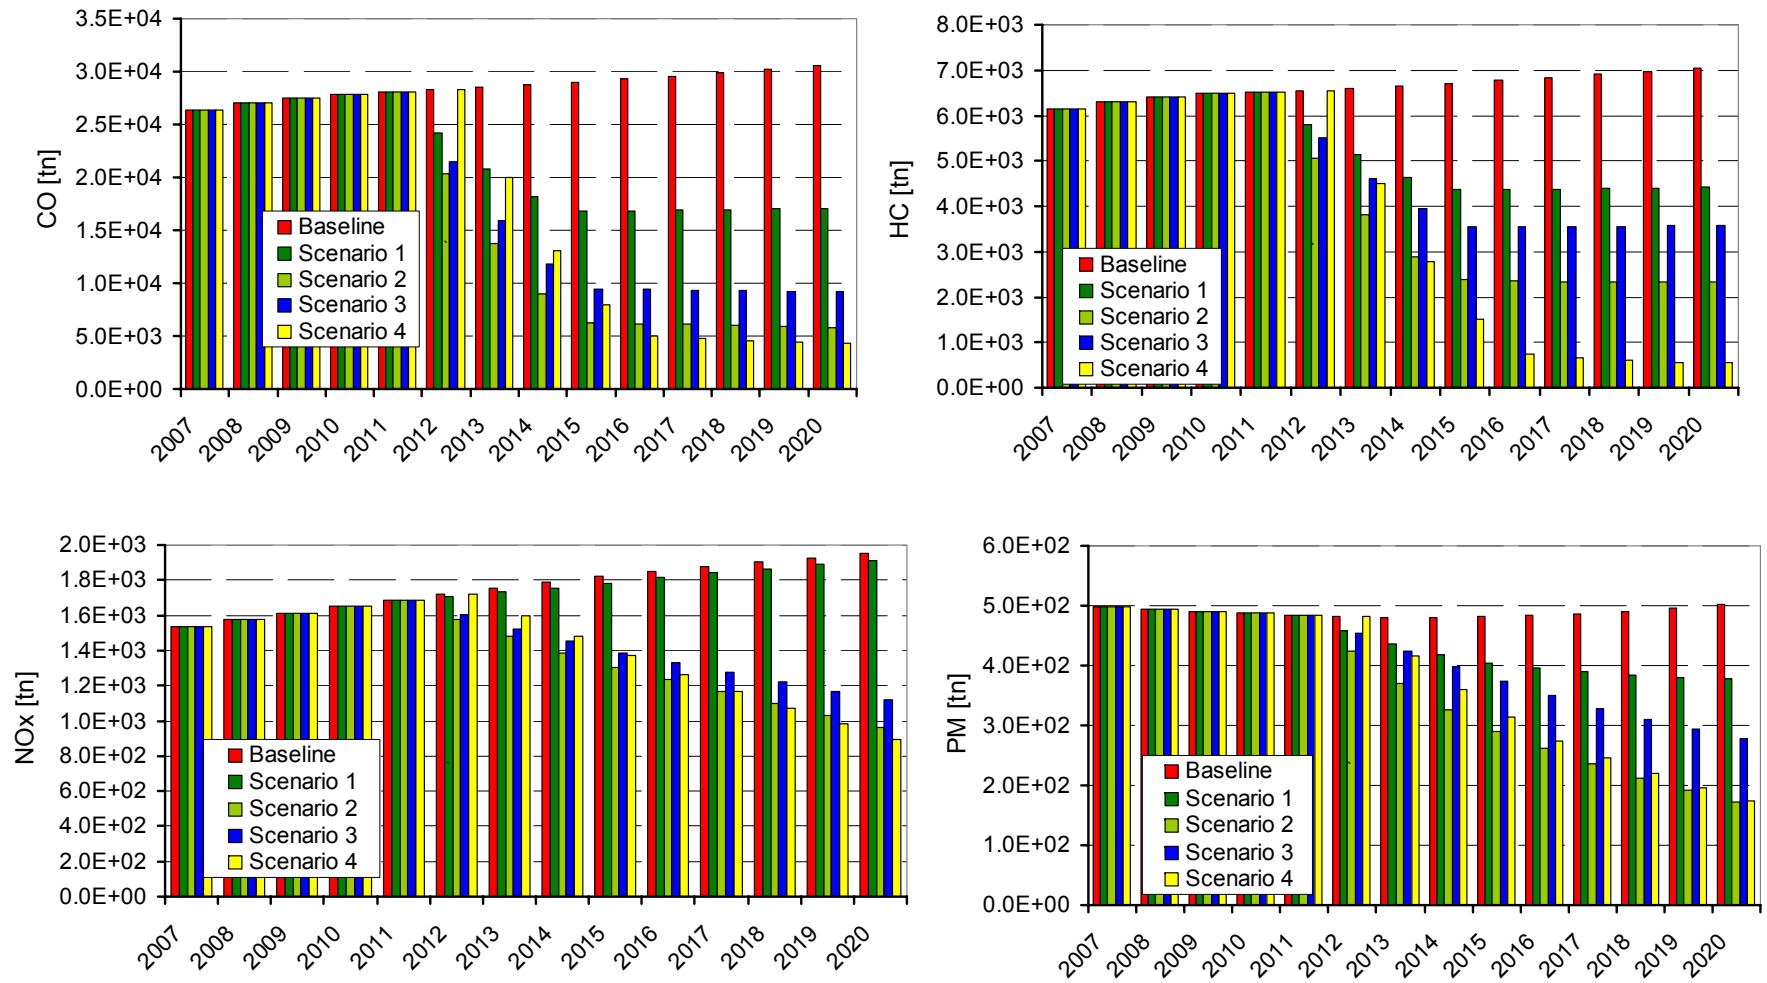 CO [tn]
3.5E+04
3.0E+04
2.5E+04
2.0E+04
1.5E+04
1.0E+04
5.0E+03
0.0E+00
Baseline
Scenario 1
Scenario 2
Scenario 3
Scenario 4
2007 2008 2009 2010 2011 2012 2013 2014 2015 2016 2017 2018 2019 2020
HC [tn]
8.0E+03
7.0E+03
6.0E+03
5.0E+03
4.0E+03
3.0E+03
2.0E+03
1.0E+03
0.0E+00
Baseline
Scenario 1
Scenario 2
Scenario 3
Scenario 4
2007 2008 2009 2010 2011 2012 2013 2014 2015 2016 2017 2018 2019 2020
NOx [tn]
2.0E+03
1.8E+03
1.6E+03
1.4E+03
1.2E+03
1.0E+03
8.0E+02
6.0E+02
4.0E+02
2.0E+02
0.0E+00
Baseline
Scenario 1
Scenario 2
Scenario 3
Scenario 4
2007 2008 2009 2010 2011 2012 2013 2014 2015 2016 2017 2018 2019 2020
PM [tn]
6.0E+02
5.0E+02
4.0E+02
3.0E+02
2.0E+02
1.0E+02
0.0E+00
Baseline
Scenario 1
Scenario 2
Scenario 3
Scenario 4
2007 2008 2009 2010 2011 2012 2013 2014 2015 2016 2017 2018 2019 2020